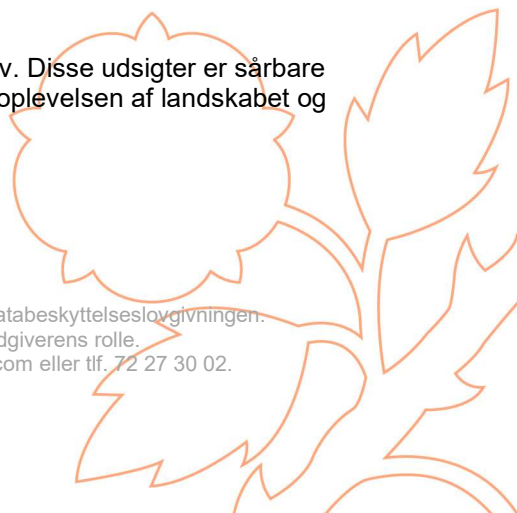 v. Disse udsigter er sårbare
oplevelsen af landskabet og
atabeskyttelseslovgivningen.
dgiverens rolle.
com eller tlf. 72 27 30 02.